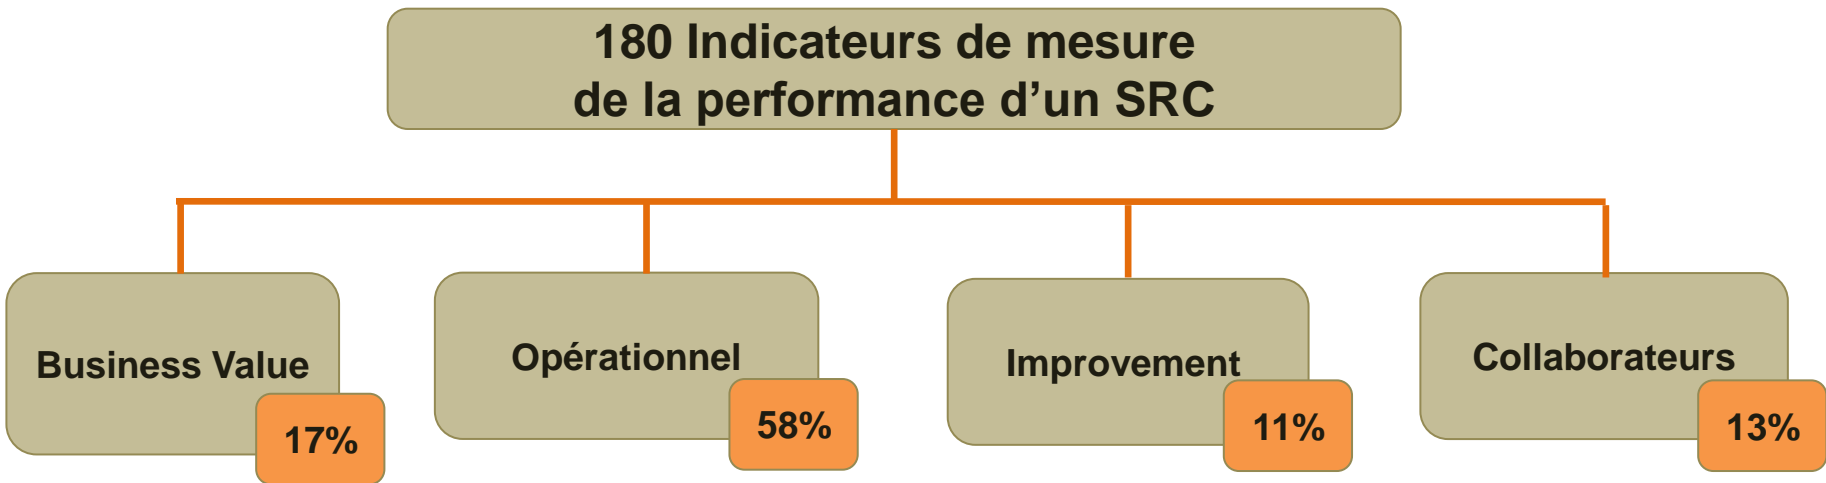 180 Indicateurs de mesure
de la performance d’un SRC
Business Value
17%
Opérationnel
58%
Improvement
11%
Collaborateurs
13%